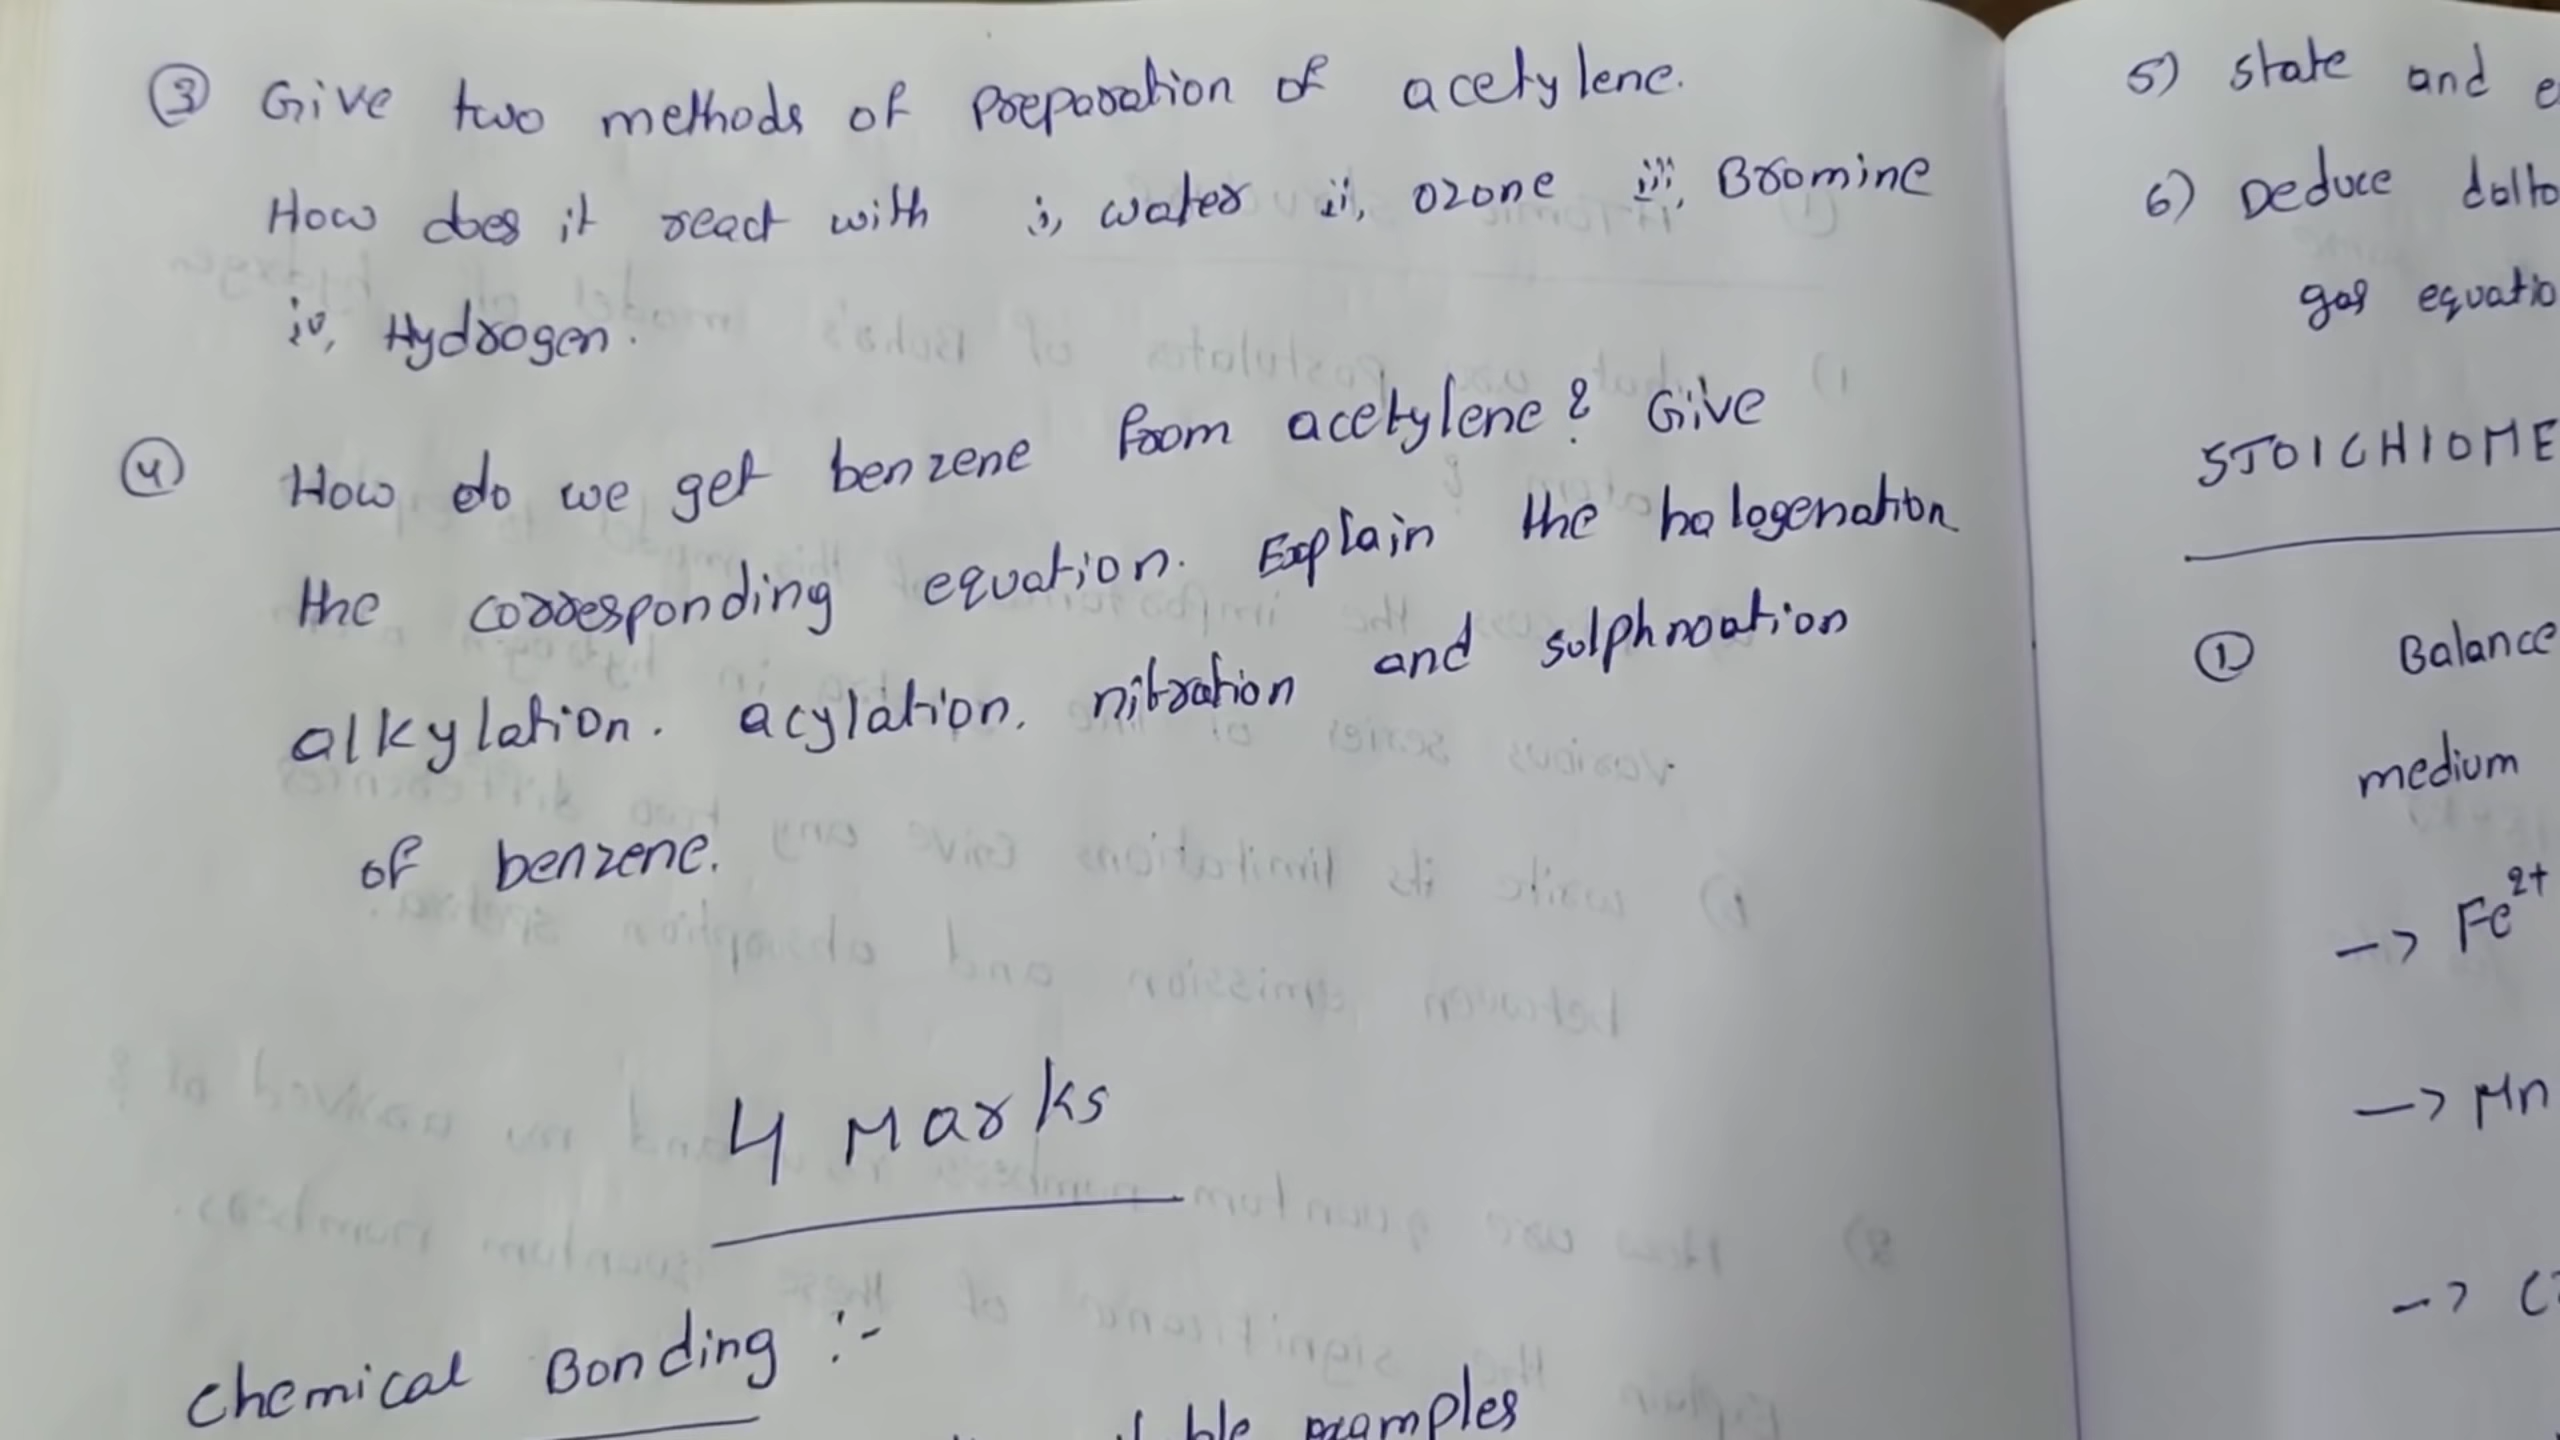 ③ Give two methods of Preparation of acetylene.
How does it react with i, water ii, ozone iii, Bromine
iv, Hydrogen.
④ How do we get benzene from acetylene? Give
the corresponding equation. Explain the halogenation
alkylation. acylation, nitration and sulphnoation
of benzene.
4 Marks
Chemical Bonding :-
examples
5) state and
6) Deduce
gas
① Balance
medium
-> Fe²⁺
-> Mn
->